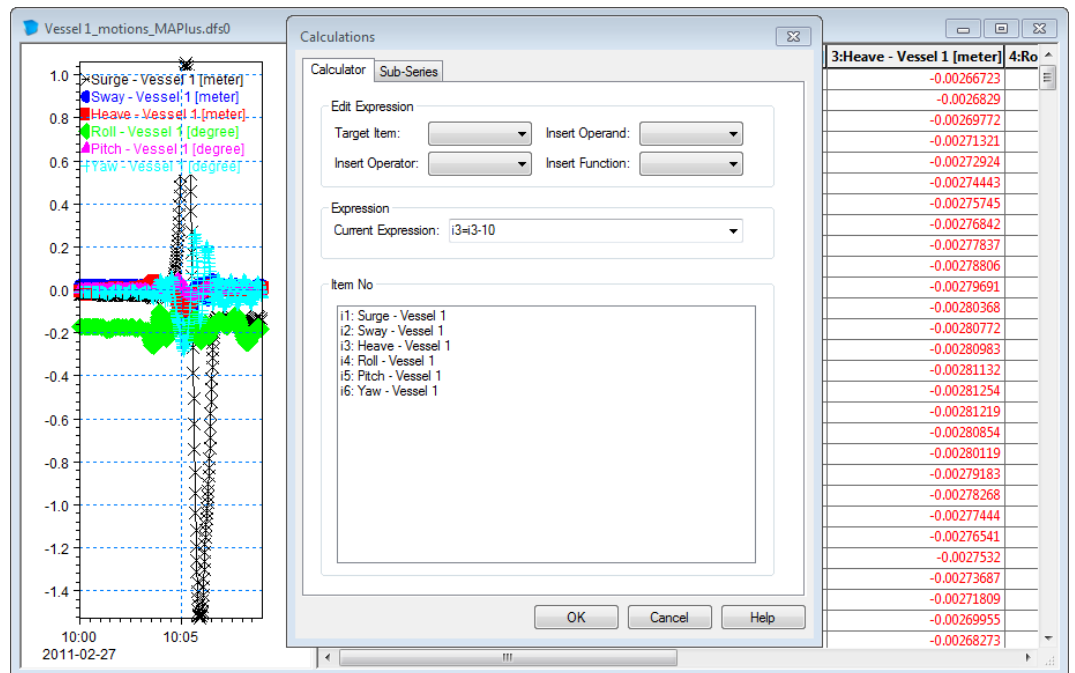 Vessel 1_motions_MAPlus.dfs0
1.0
0.8
0.6
0.4
0.2
0.0
-0.2
-0.4
-0.6
-0.8
-1.0
-1.2
-1.4
Surge - Vessel 1 [meter]
Sway - Vessel 1 [meter]
Heave - Vessel 1 [meter]
Roll - Vessel 1 [degree]
Pitch - Vessel 1 [degree]
Yaw - Vessel 1 [degree]
10:00 10:05
2011-02-27
Calculations
Calculator Sub-Series
Edit Expression
Target Item: Insert Operand:
Insert Operator: Insert Function:
Expression
Current Expression: i3=i3-10
Item No
i1: Surge - Vessel 1
i2: Sway - Vessel 1
i3: Heave - Vessel 1
i4: Roll - Vessel 1
i5: Pitch - Vessel 1
i6: Yaw - Vessel 1
OK Cancel Help
3:Heave - Vessel 1 [meter] 4:Ro
-0.00266723
-0.0026829
-0.00269772
-0.00271321
-0.00272924
-0.00274443
-0.00275745
-0.00276842
-0.00277837
-0.00278806
-0.00279691
-0.00280368
-0.00280772
-0.00280983
-0.00281132
-0.00281254
-0.00281219
-0.00280854
-0.00280119
-0.00279183
-0.00278268
-0.00277444
-0.00276541
-0.0027532
-0.00273687
-0.00271809
-0.00269955
-0.00268273